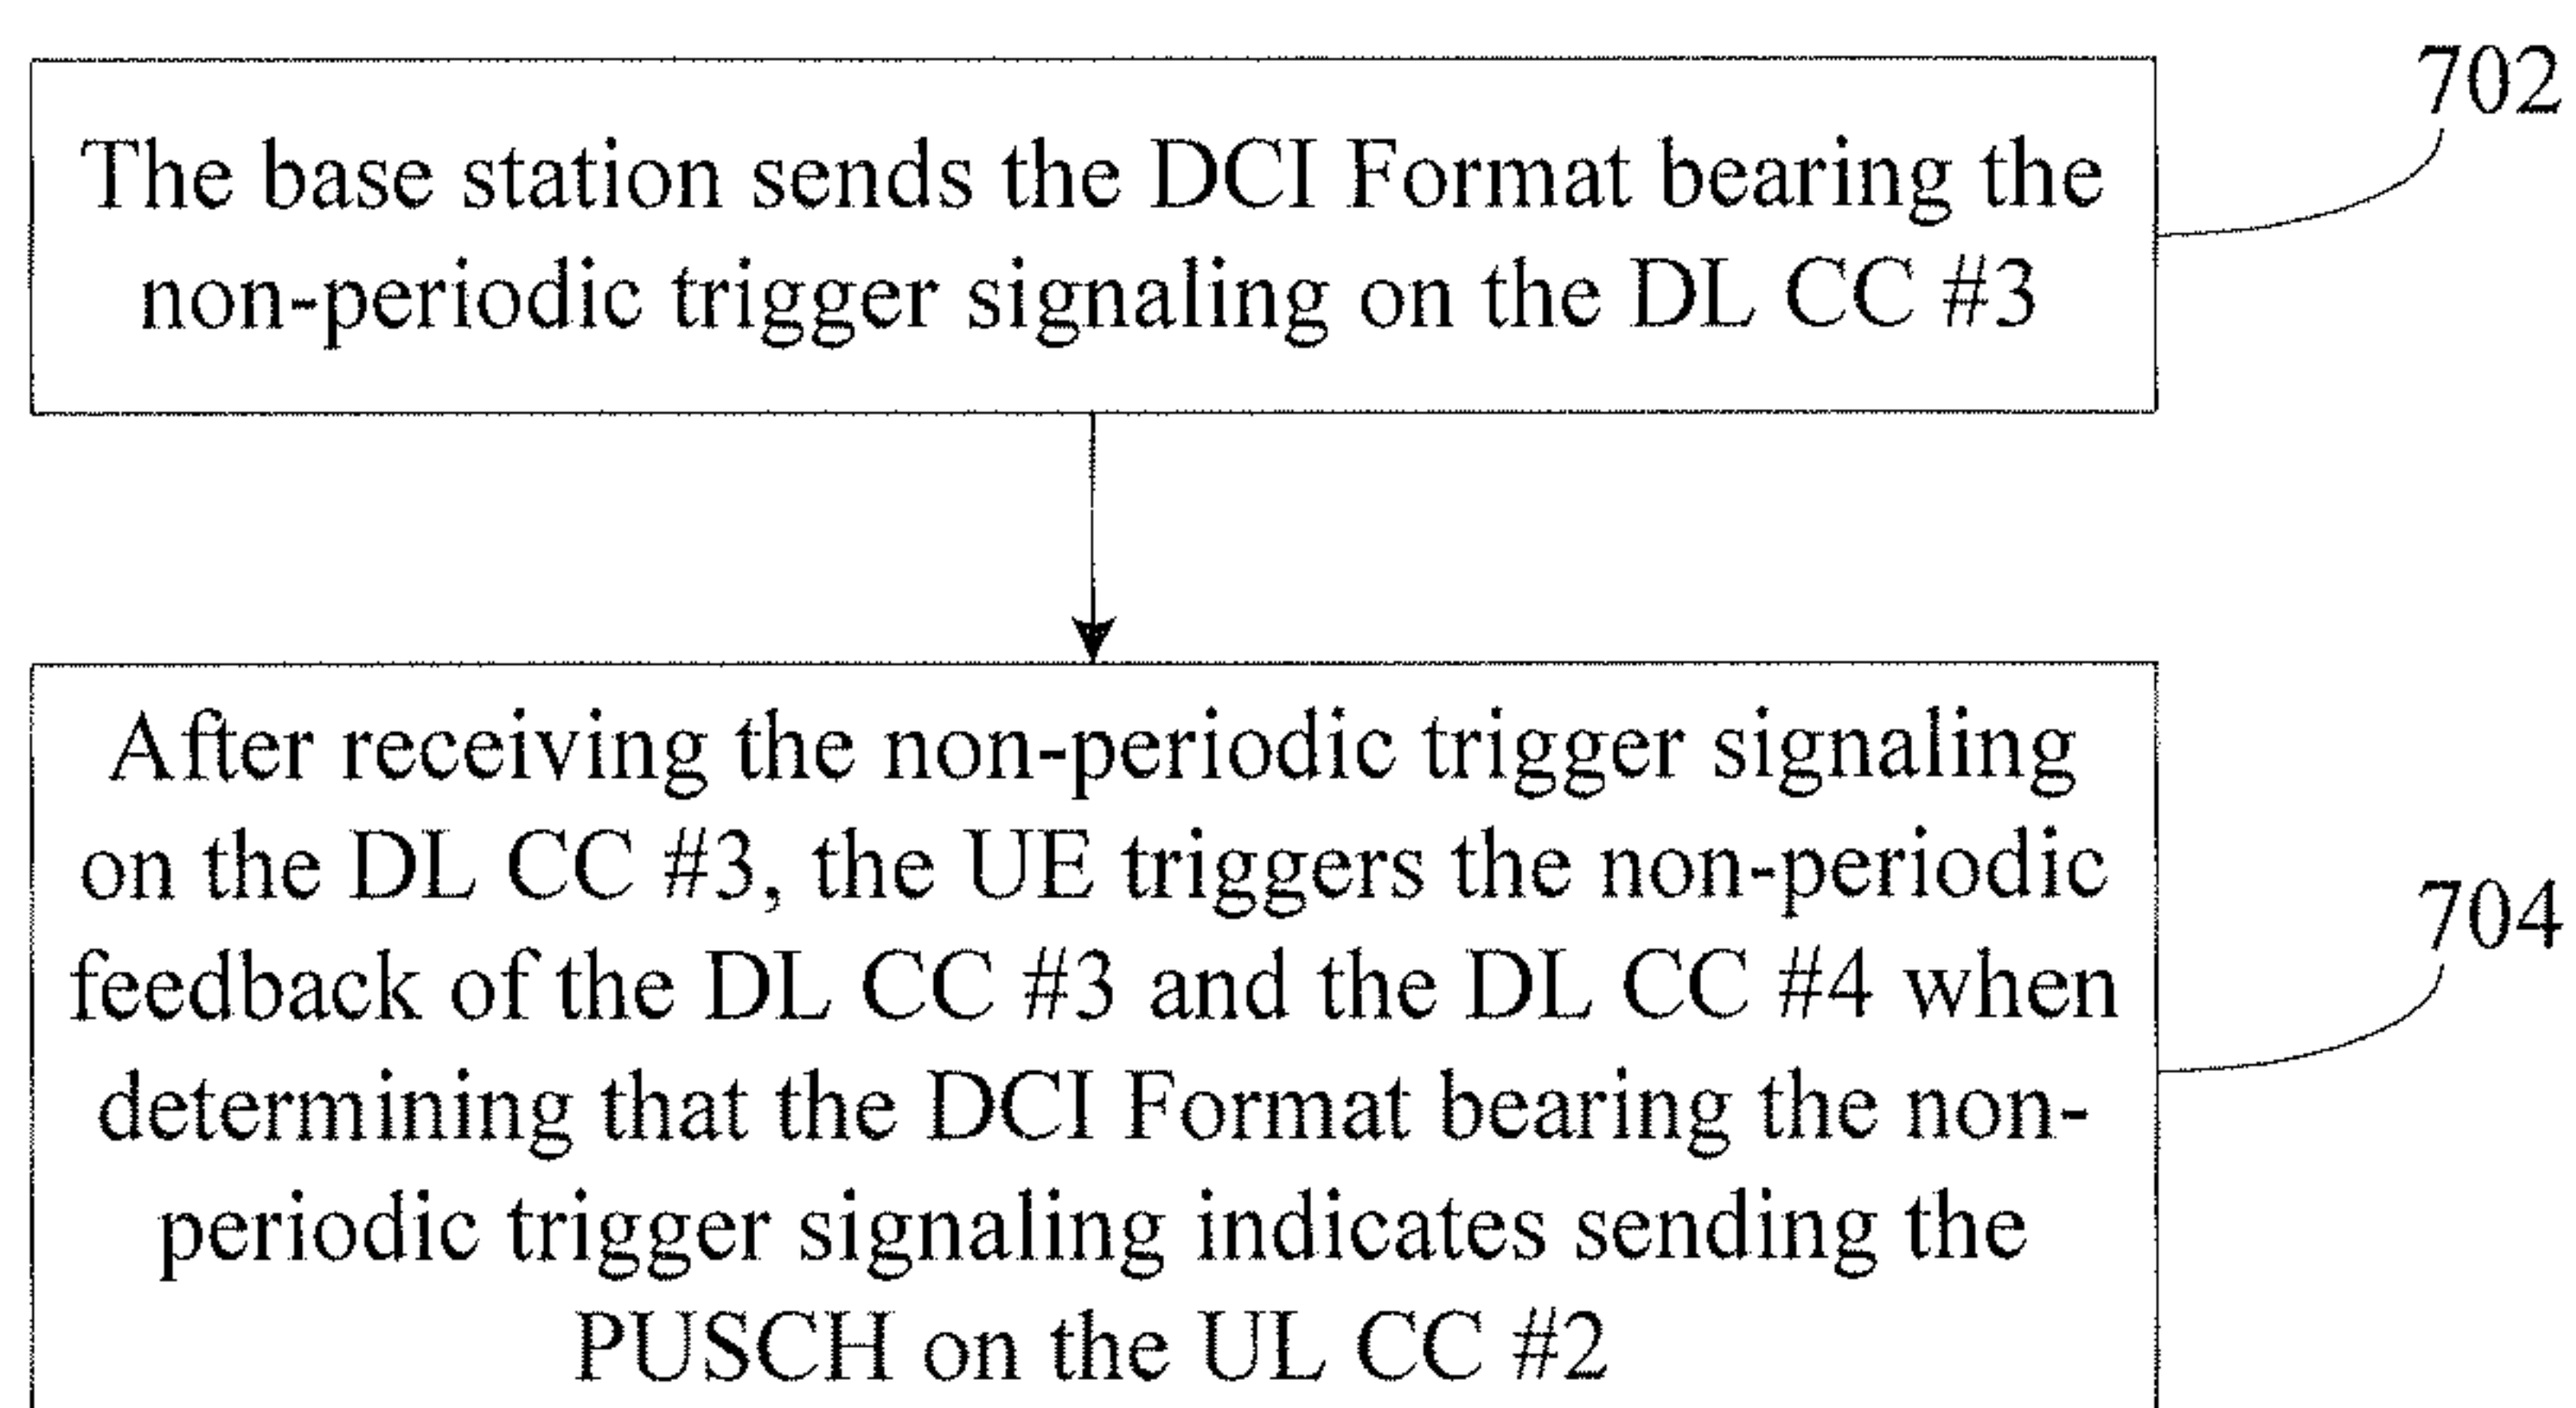 702
The base station sends the DCI Format bearing the
non-periodic trigger signaling on the DL CC #3
After receiving the non-periodic trigger signaling
on the DL CC #3, the UE triggers the non-periodic
feedback of the DL CC #3 and the DL CC #4 when
704
determining that the DCI Format bearing the non-
periodic trigger signaling indicates sending the
PUSCH on the UL CC #2